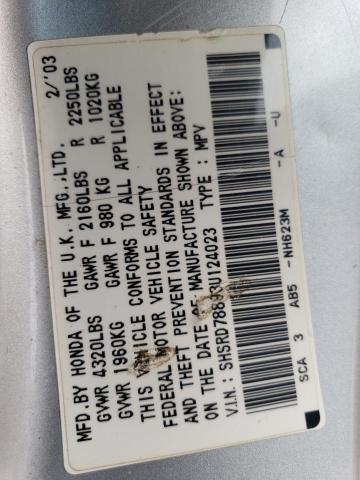 MFD.BY HONDA OF THE U.K. MFG.,LTD. 2/'03
GVWR 4320LBS GAWR F 2160LBS R 2250LBS
GVWR 1960KG GAWR F 980 KG R 1020KG
THIS VEHICLE CONFORMS TO ALL APPLICABLE
FEDERAL MOTOR VEHICLE SAFETY
AND THEFT PREVENTION STANDARDS IN EFFECT
ON THE DATE OF MANUFACTURE SHOWN ABOVE:
V.I.N.: SHSRD78893U124023 TYPE: MPV
SCA 3 AB5 -NH623M -A -U